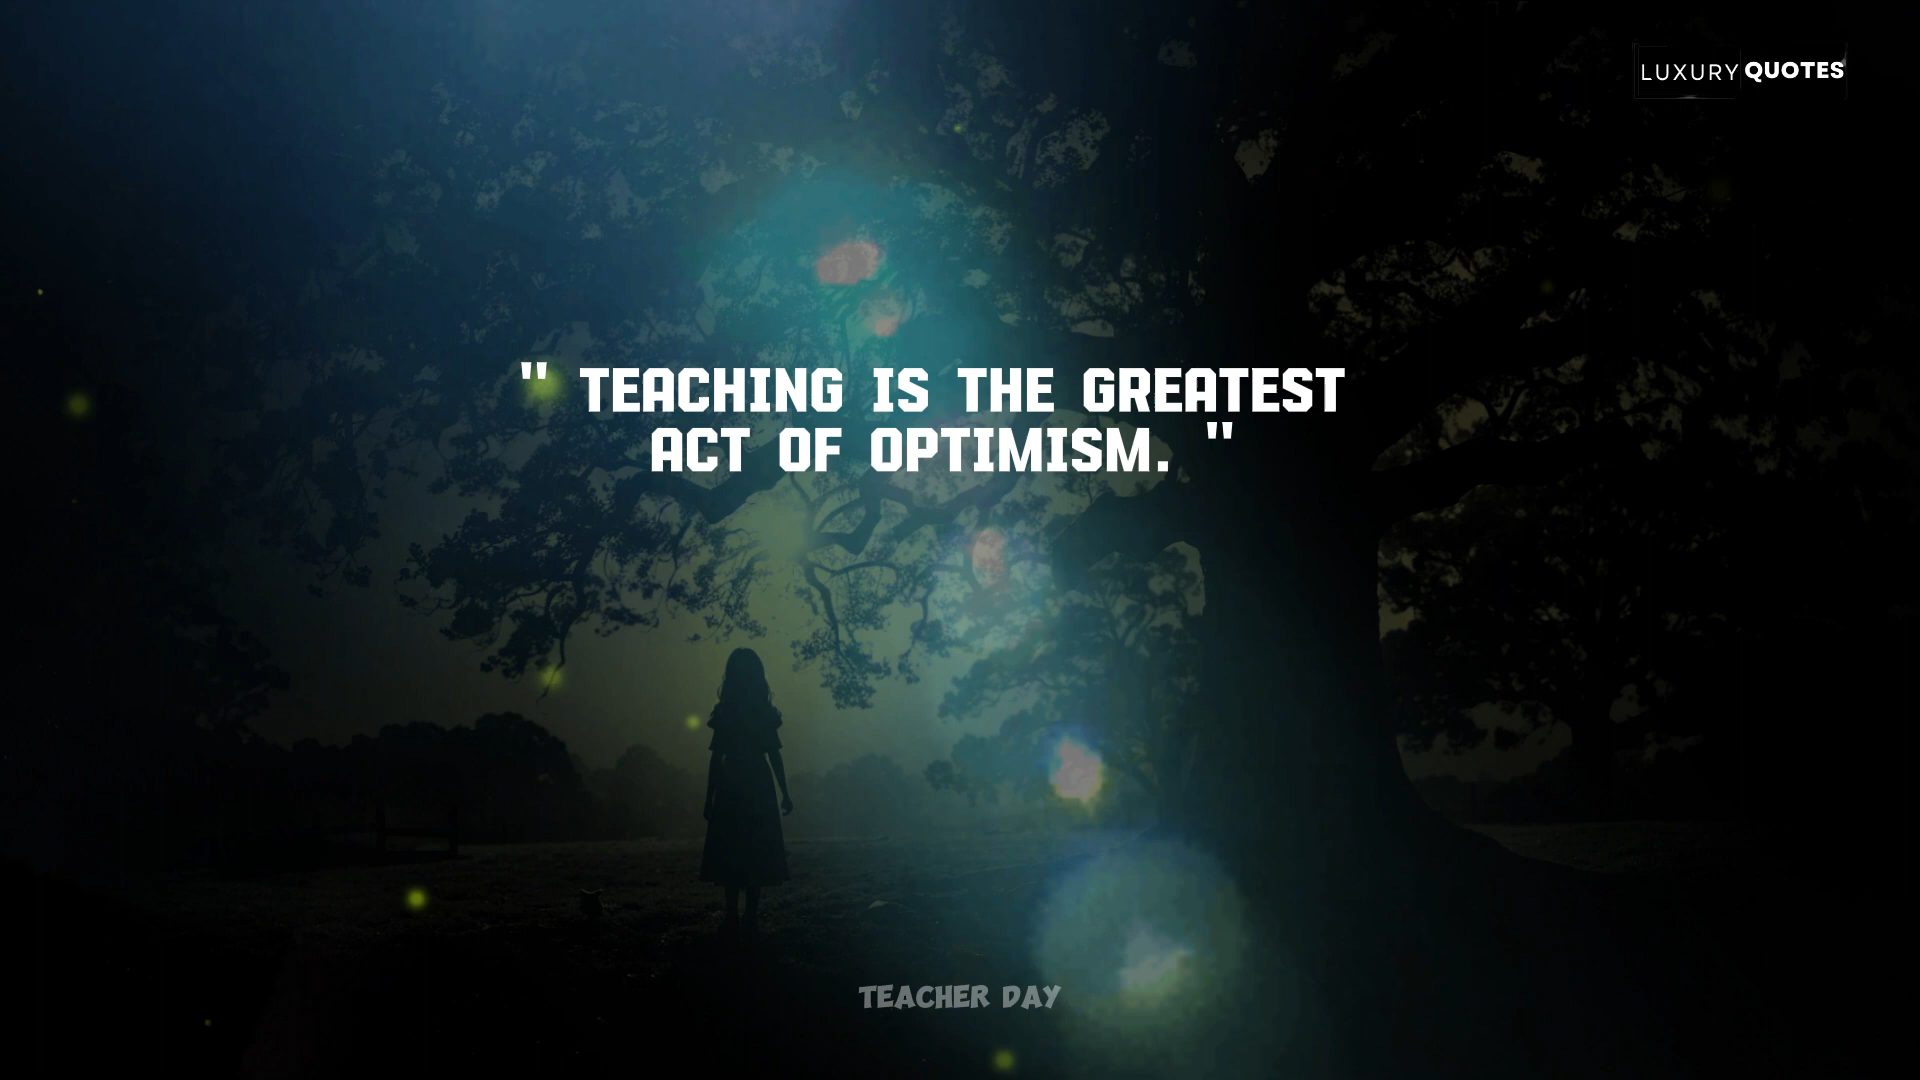 LUXURY QUOTES
" TEACHING IS THE GREATEST
ACT OF OPTIMISM. "
TEACHER DAY